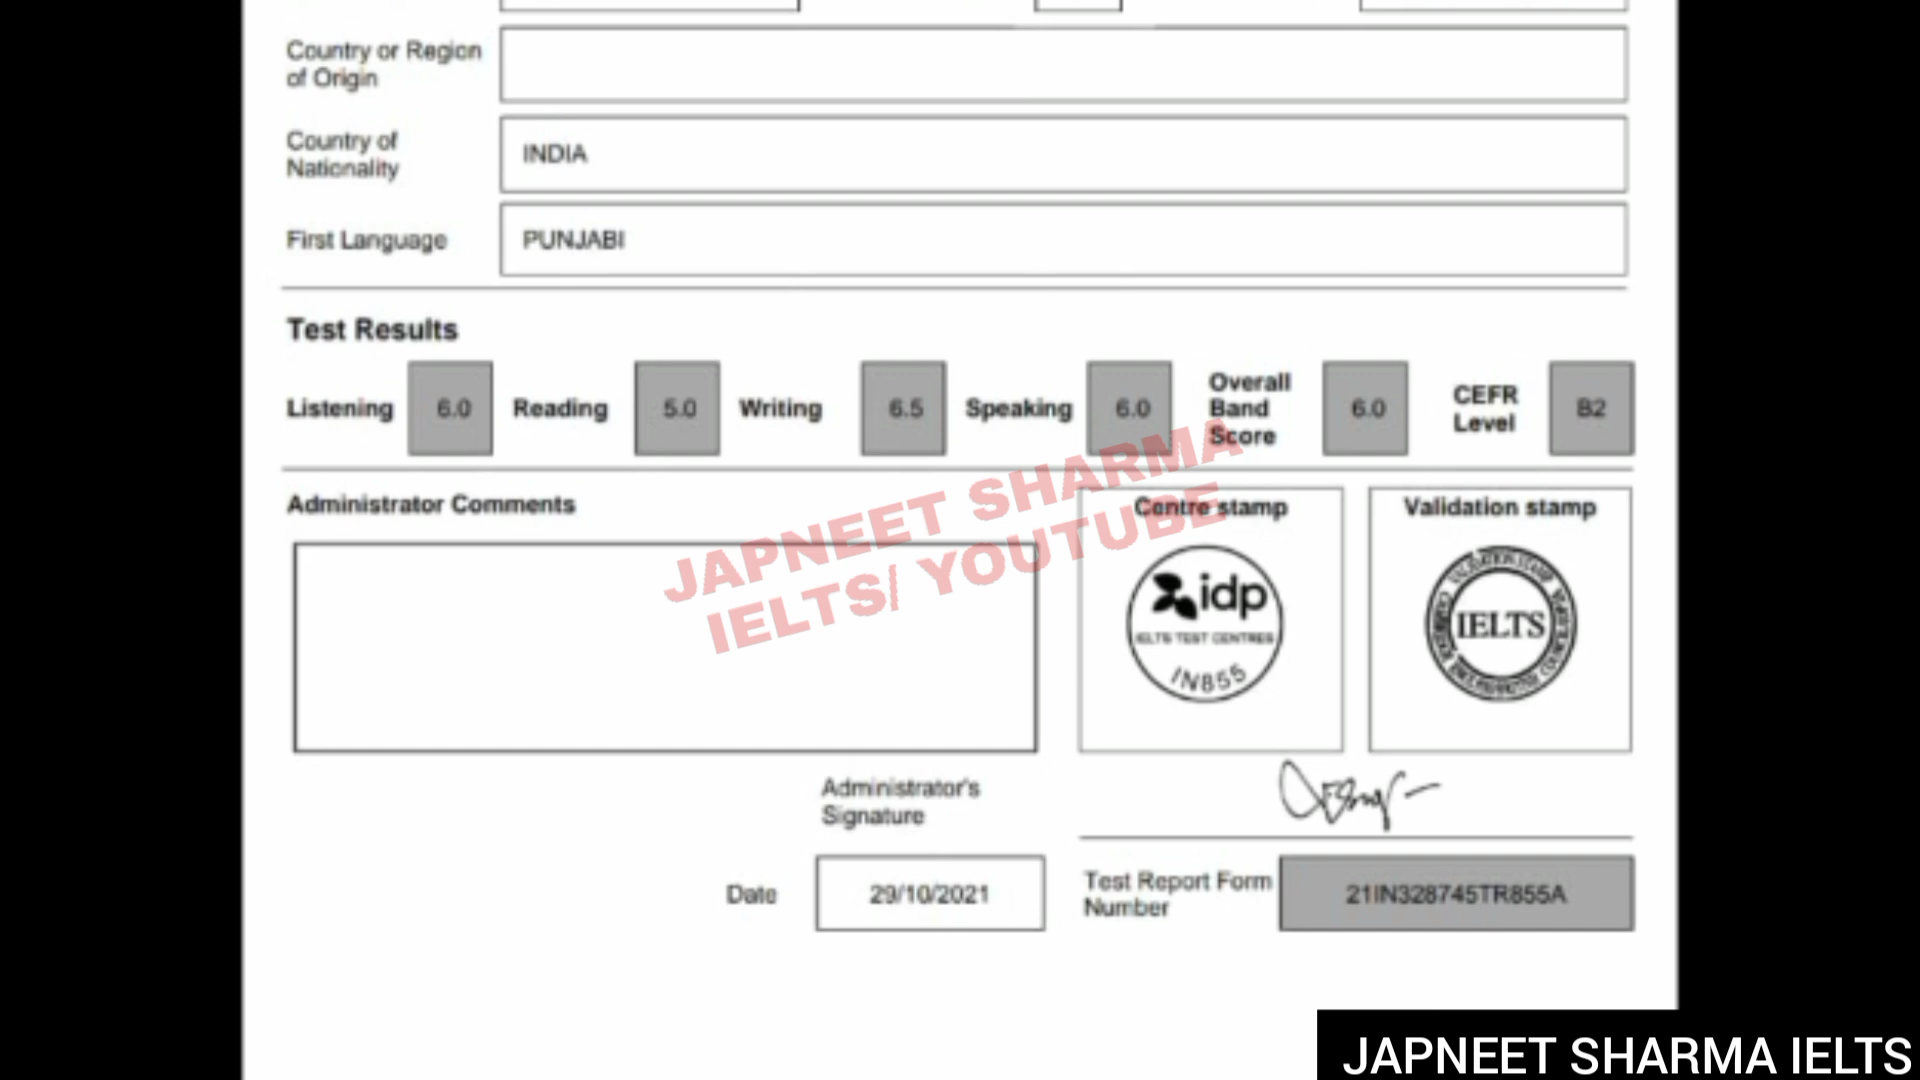 Country or Region
of Origin
Country of
Nationality
INDIA
First Language
PUNJABI
Test Results
Listening 6.0 Reading 5.0 Writing 6.5 Speaking 6.0 Overall Band Score 6.0 CEFR Level B2
Administrator Comments
Centre stamp
Validation stamp
idp
IELTS TEST CENTRES
IN855
VALIDATION STAMP
IELTS
JAPNEET SHARMA
IELTS/ YOUTUBE
Administrator's
Signature
Date
29/10/2021
Test Report Form
Number
21IN328745TR855A
JAPNEET SHARMA IELTS